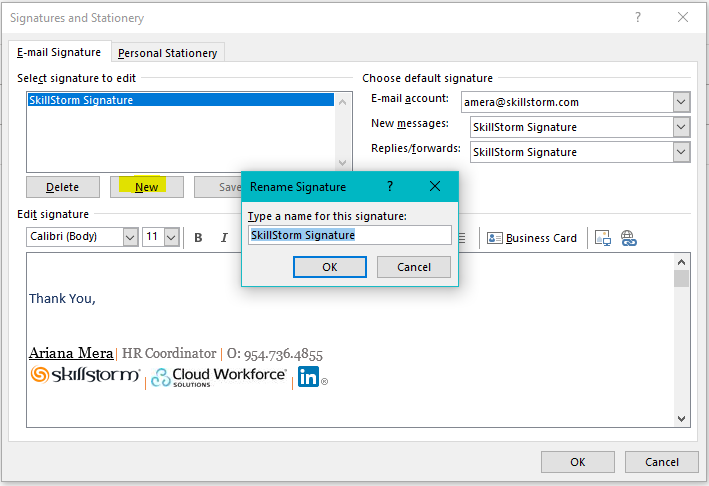 Signatures and Stationery ? ✕
E-mail Signature Personal Stationery
Select signature to edit
SkillStorm Signature
Choose default signature
E-mail account: amera@skillstorm.com
New messages: SkillStorm Signature
Replies/forwards: SkillStorm Signature
Delete New Save
Rename Signature ? ✕
Type a name for this signature:
SkillStorm Signature
OK Cancel
Edit signature
Calibri (Body) 11 B I Business Card
Thank You,
Ariana Mera| HR Coordinator | O: 954.736.4855
skillstorm® | Cloud Workforce® | in®
SOLUTIONS
OK Cancel